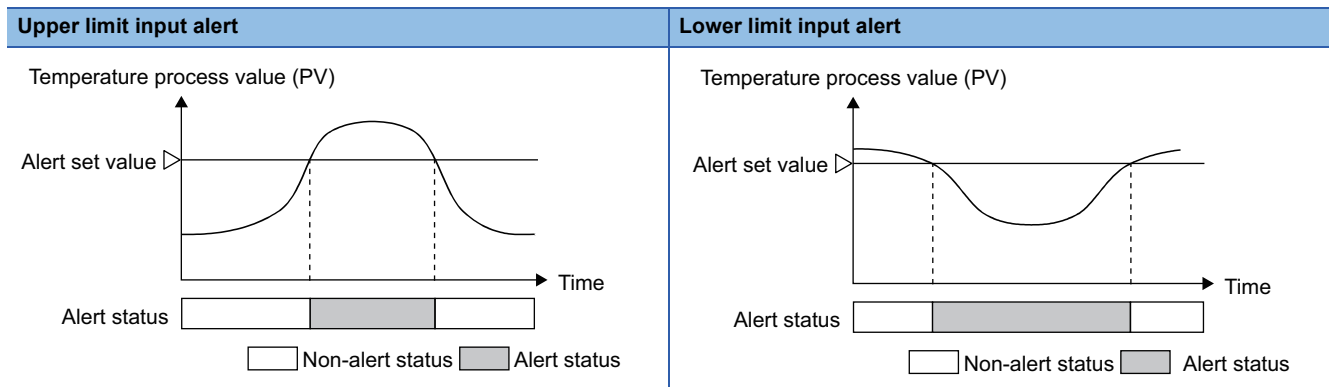 Upper limit input alert
Temperature process value (PV)
Alert set value
Time
Alert status
Non-alert status
Alert status
Lower limit input alert
Temperature process value (PV)
Alert set value
Time
Alert status
Non-alert status
Alert status